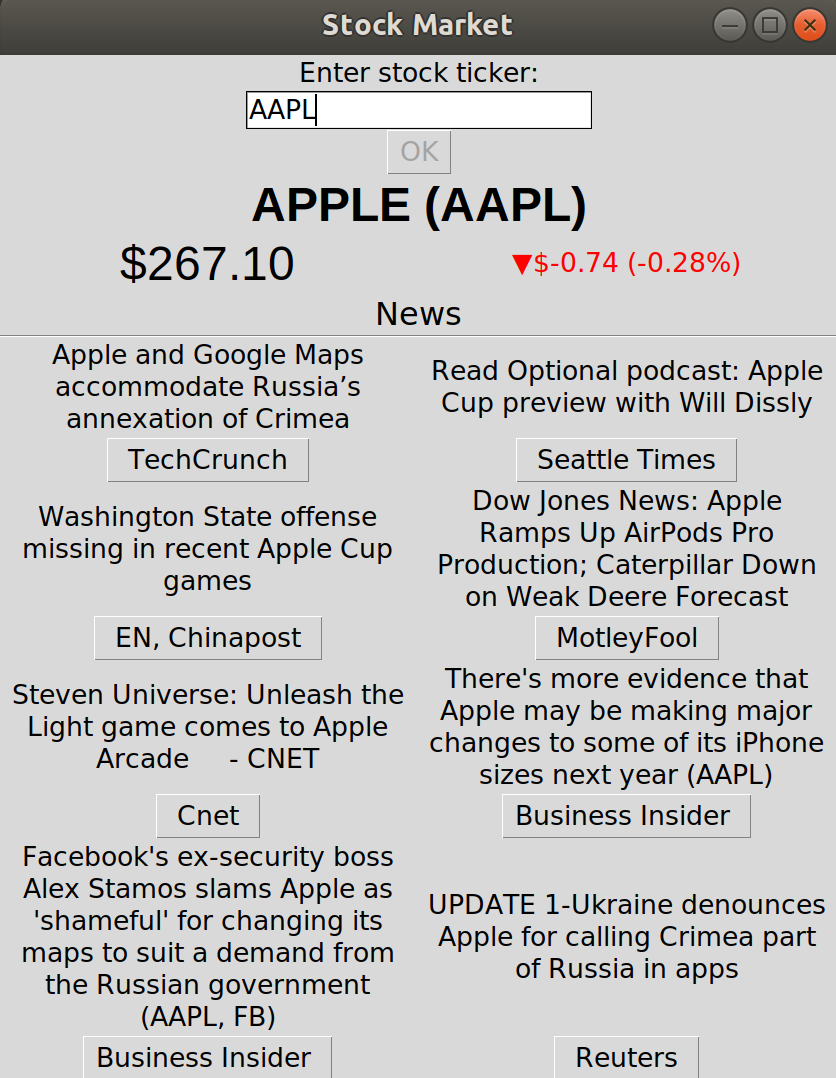 Stock Market
Enter stock ticker:
AAPL
OK
APPLE (AAPL)
$267.10
▼$-0.74 (-0.28%)
News
Apple and Google Maps
accommodate Russia’s
annexation of Crimea
TechCrunch
Read Optional podcast: Apple
Cup preview with Will Dissly
Seattle Times
Washington State offense
missing in recent Apple Cup
games
EN, Chinapost
Dow Jones News: Apple
Ramps Up AirPods Pro
Production; Caterpillar Down
on Weak Deere Forecast
MotleyFool
Steven Universe: Unleash the
Light game comes to Apple
Arcade     - CNET
Cnet
There's more evidence that
Apple may be making major
changes to some of its iPhone
sizes next year (AAPL)
Business Insider
Facebook's ex-security boss
Alex Stamos slams Apple as
'shameful' for changing its
maps to suit a demand from
the Russian government
(AAPL, FB)
Business Insider
UPDATE 1-Ukraine denounces
Apple for calling Crimea part
of Russia in apps
Reuters